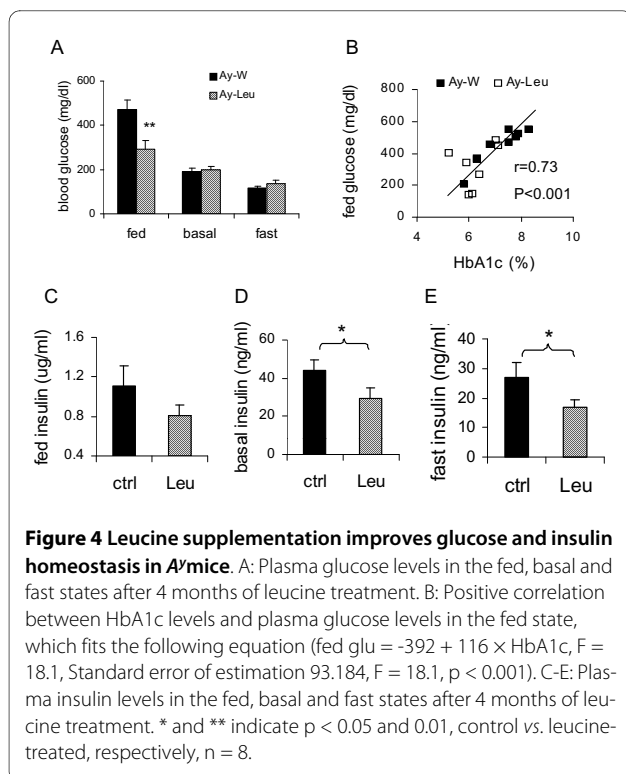 A
Ay-W
Ay-Leu
blood glucose (mg/dl)
600
400
200
0
**
fed
basal
fast
B
Ay-W
Ay-Leu
fed glucose (mg/dl)
800
600
400
200
0
r=0.73
P<0.001
4
6
8
10
HbA1c (%)
C
fed insulin (ug/ml)
1.6
1.2
0.8
0.4
ctrl
Leu
D
basal insulin (ng/ml)
60
40
20
0
*
ctrl
Leu
E
fast insulin (ng/ml)
40
30
20
10
0
*
ctrl
Leu
Figure 4 Leucine supplementation improves glucose and insulin
homeostasis in Aʸmice. A: Plasma glucose levels in the fed, basal and
fast states after 4 months of leucine treatment. B: Positive correlation
between HbA1c levels and plasma glucose levels in the fed state,
which fits the following equation (fed glu = -392 + 116 × HbA1c, F =
18.1, Standard error of estimation 93.184, F = 18.1, p < 0.001). C-E: Plas-
ma insulin levels in the fed, basal and fast states after 4 months of leu-
cine treatment. * and ** indicate p < 0.05 and 0.01, control vs. leucine-
treated, respectively, n = 8.